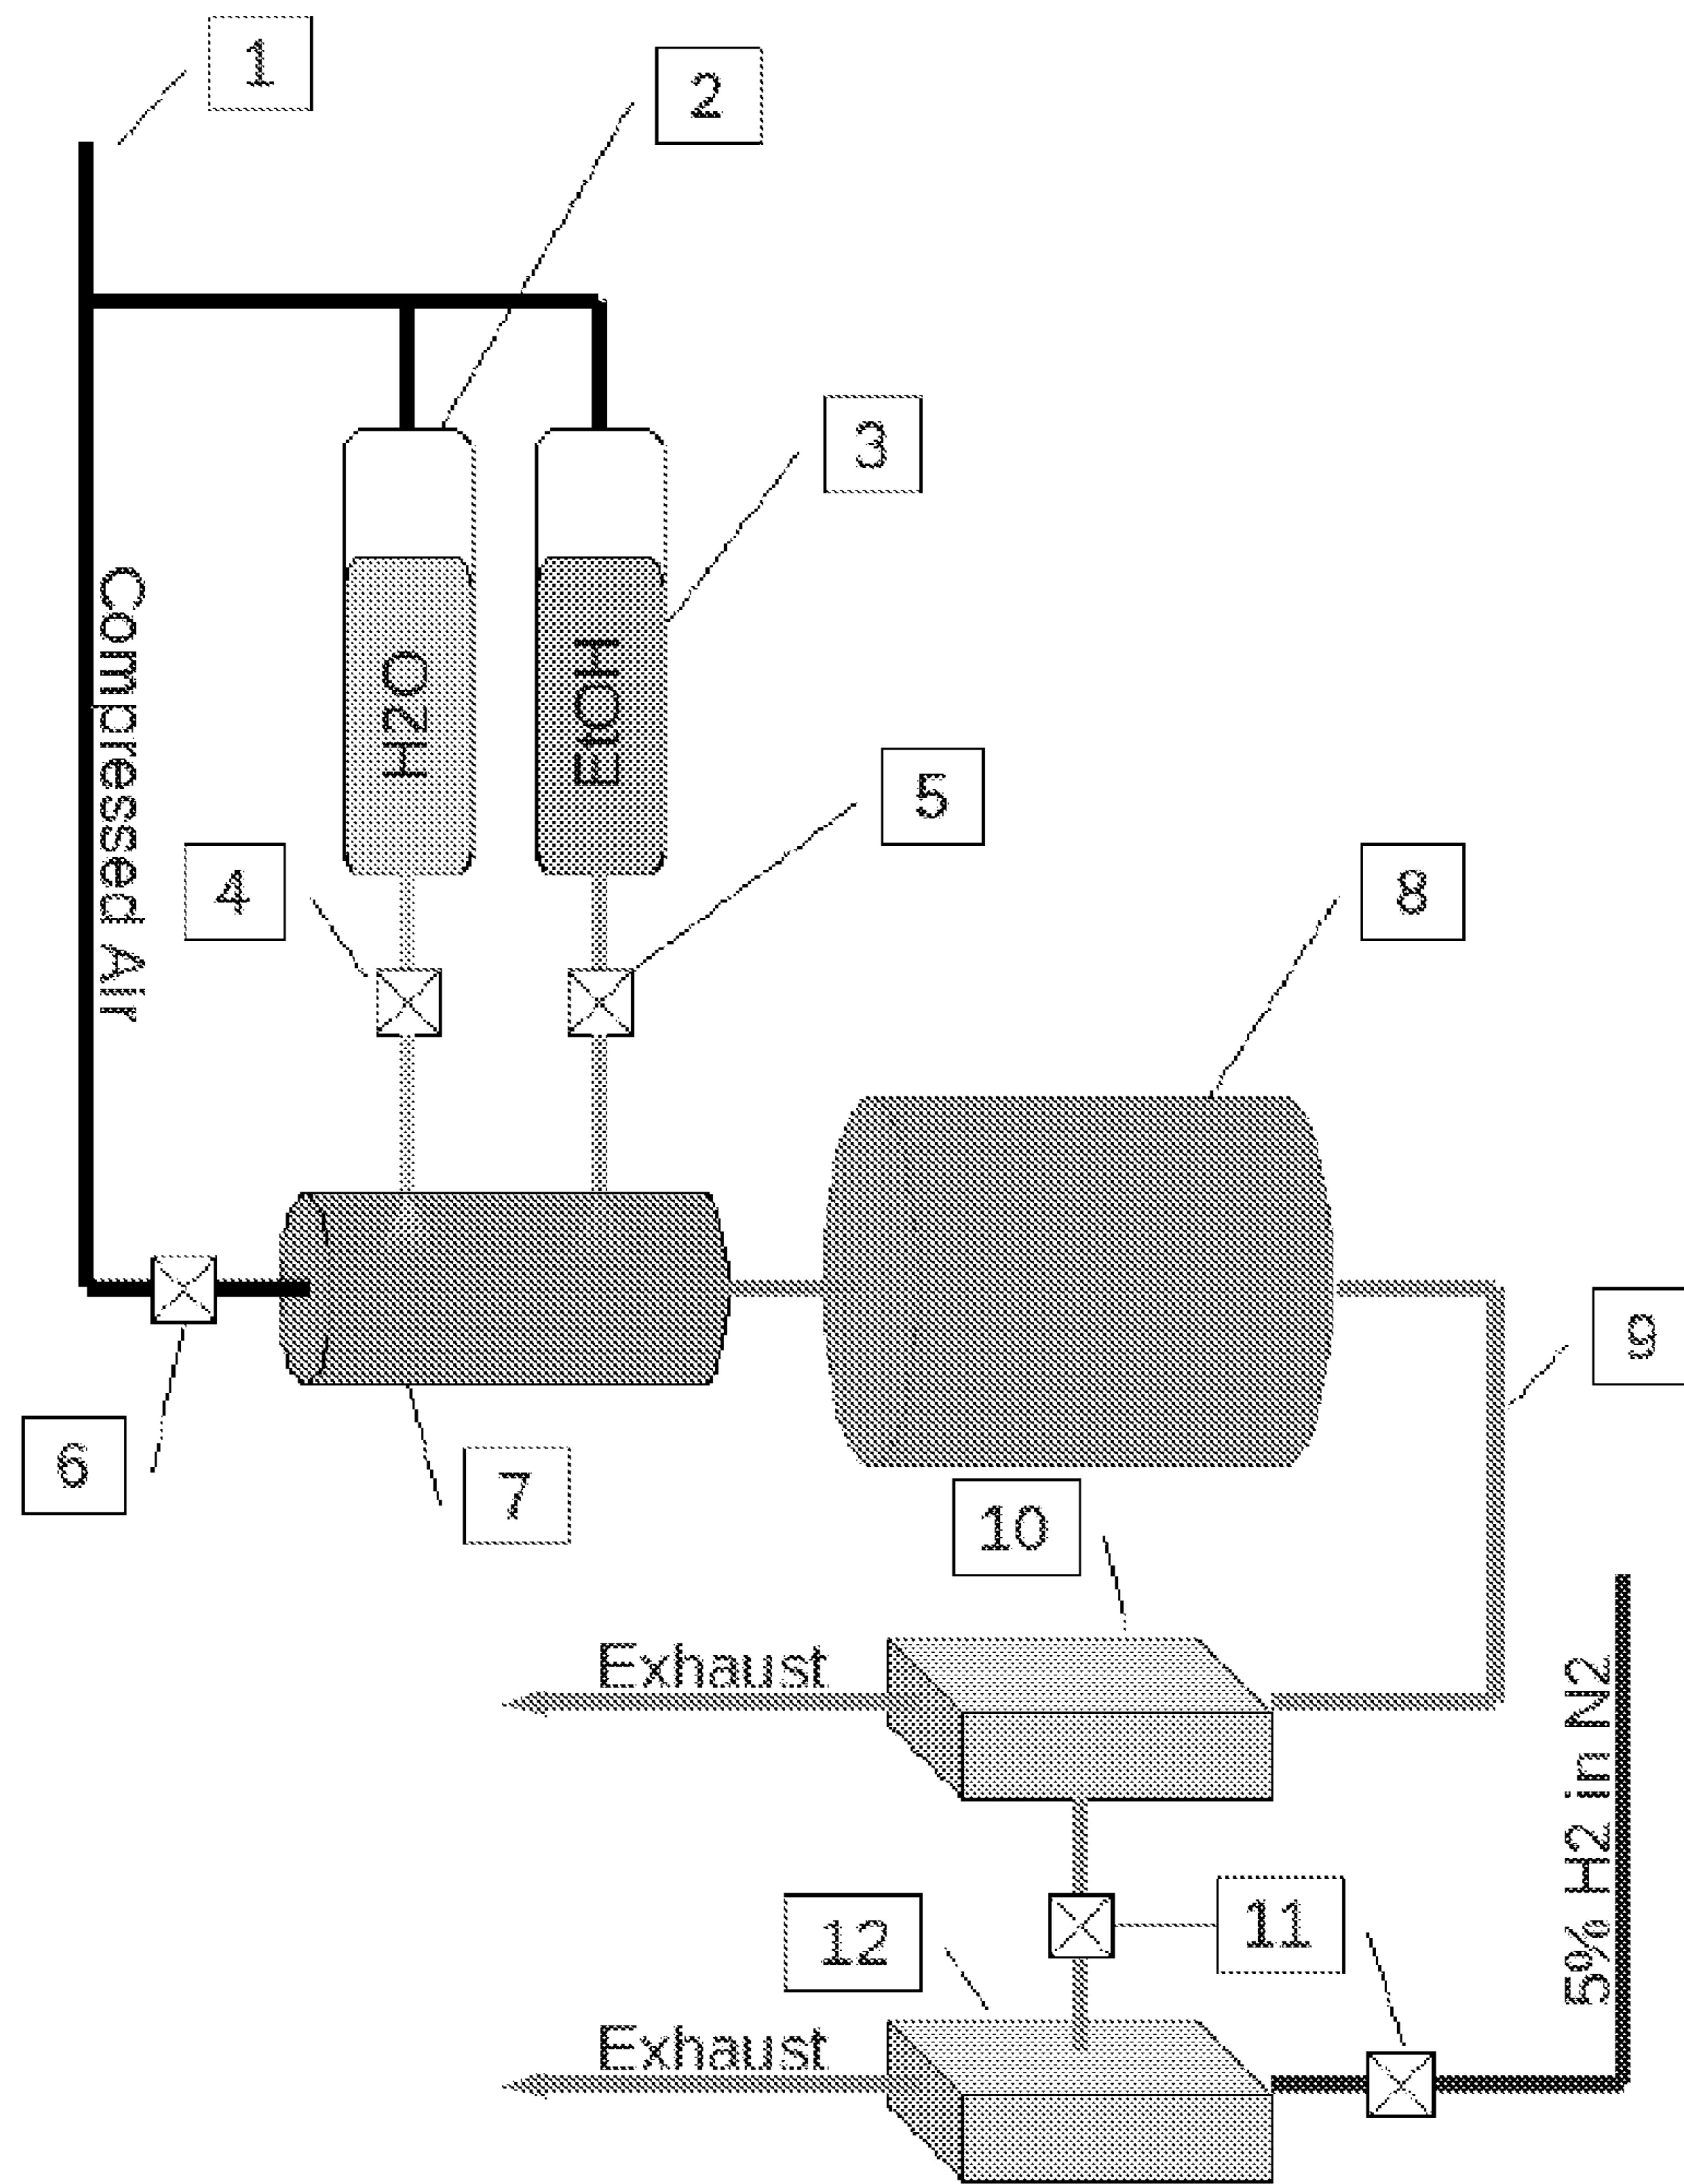 1
2
3
Compressed Air
H2O
EtOH
4
5
8
6
7
9
10
Exhaust
5% H2 in N2
12
11
Exhaust